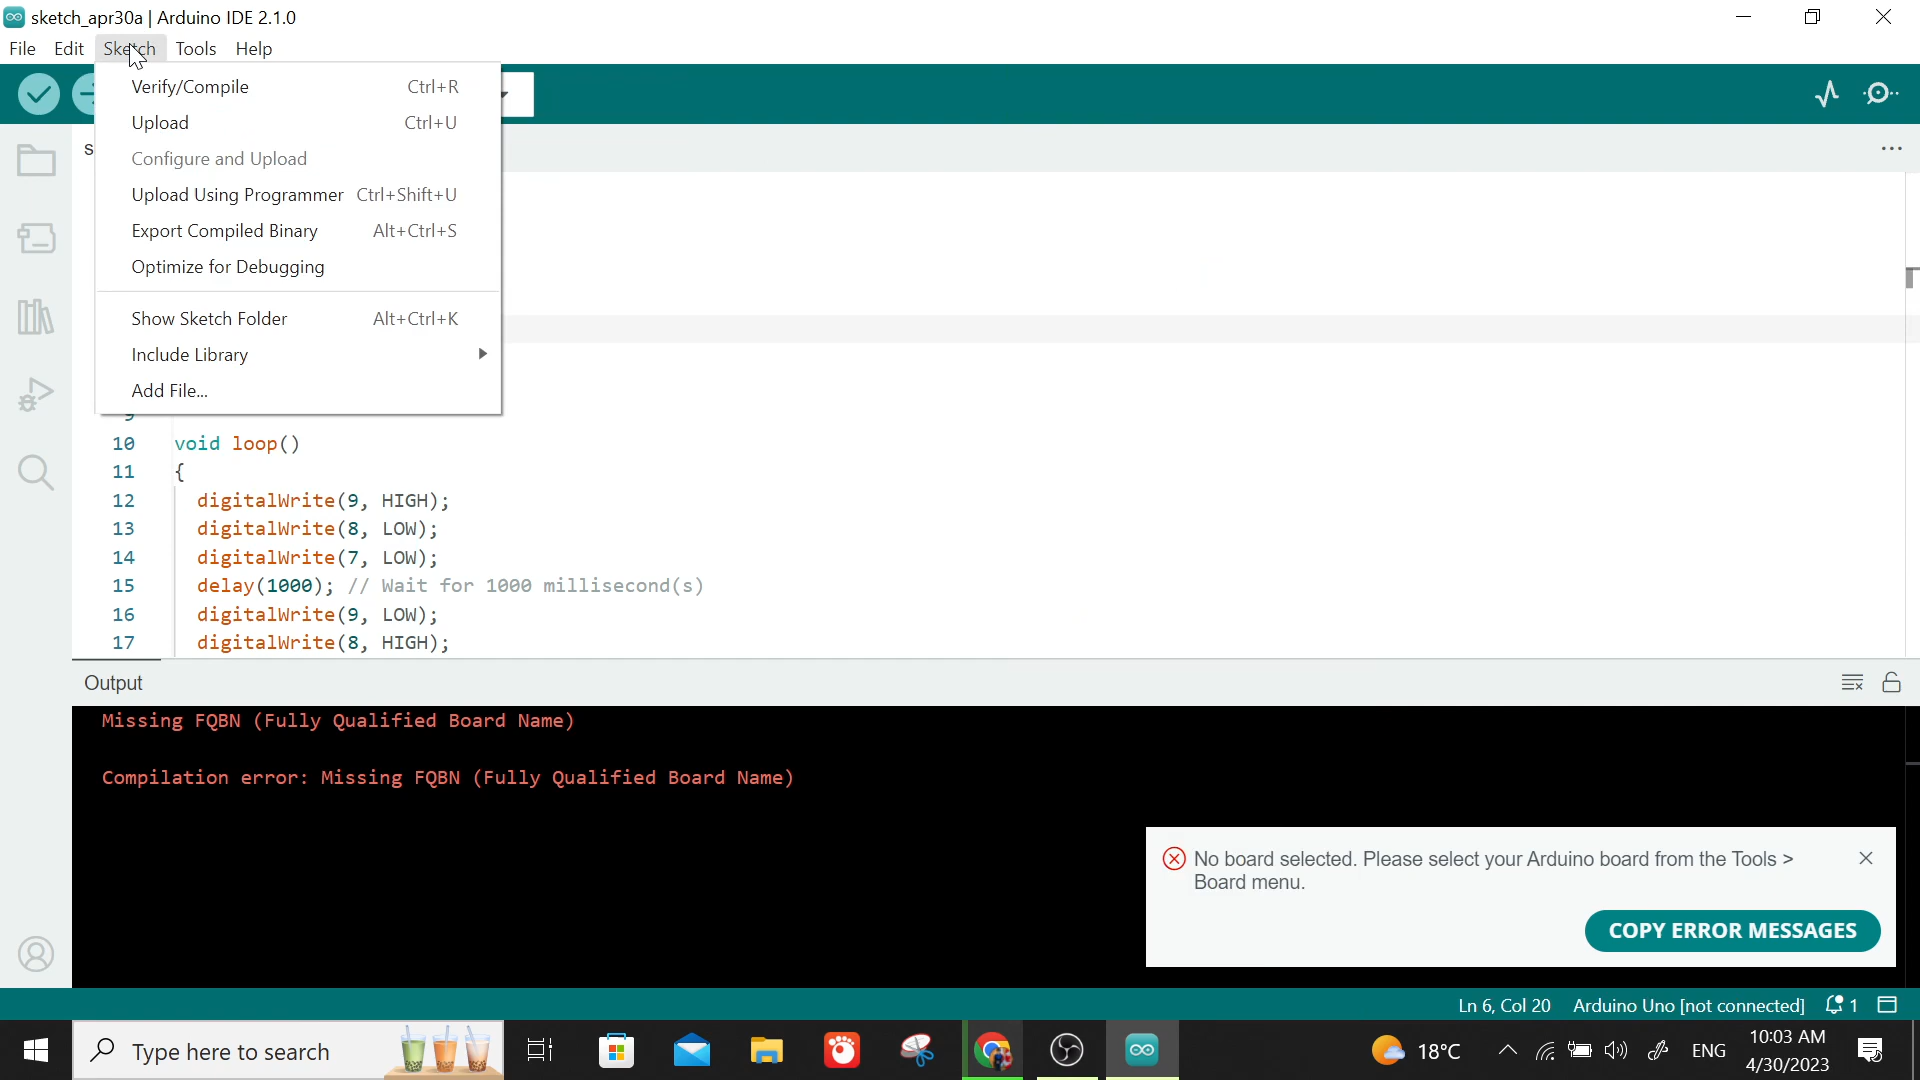 sketch_apr30a | Arduino IDE 2.1.0
File Edit Sketch Tools Help
Verify/Compile Ctrl+R
Upload Ctrl+U
Configure and Upload
Upload Using Programmer Ctrl+Shift+U
Export Compiled Binary Alt+Ctrl+S
Optimize for Debugging
Show Sketch Folder Alt+Ctrl+K
Include Library
Add File...
9
10 void loop()
11 {
12 digitalWrite(9, HIGH);
13 digitalWrite(8, LOW);
14 digitalWrite(7, LOW);
15 delay(1000); // Wait for 1000 millisecond(s)
16 digitalWrite(9, LOW);
17 digitalWrite(8, HIGH);
Output
Missing FQBN (Fully Qualified Board Name)
Compilation error: Missing FQBN (Fully Qualified Board Name)
No board selected. Please select your Arduino board from the Tools >
Board menu.
COPY ERROR MESSAGES
Ln 6, Col 20 Arduino Uno [not connected] 1
Type here to search
18°C
ENG
10:03 AM
4/30/2023